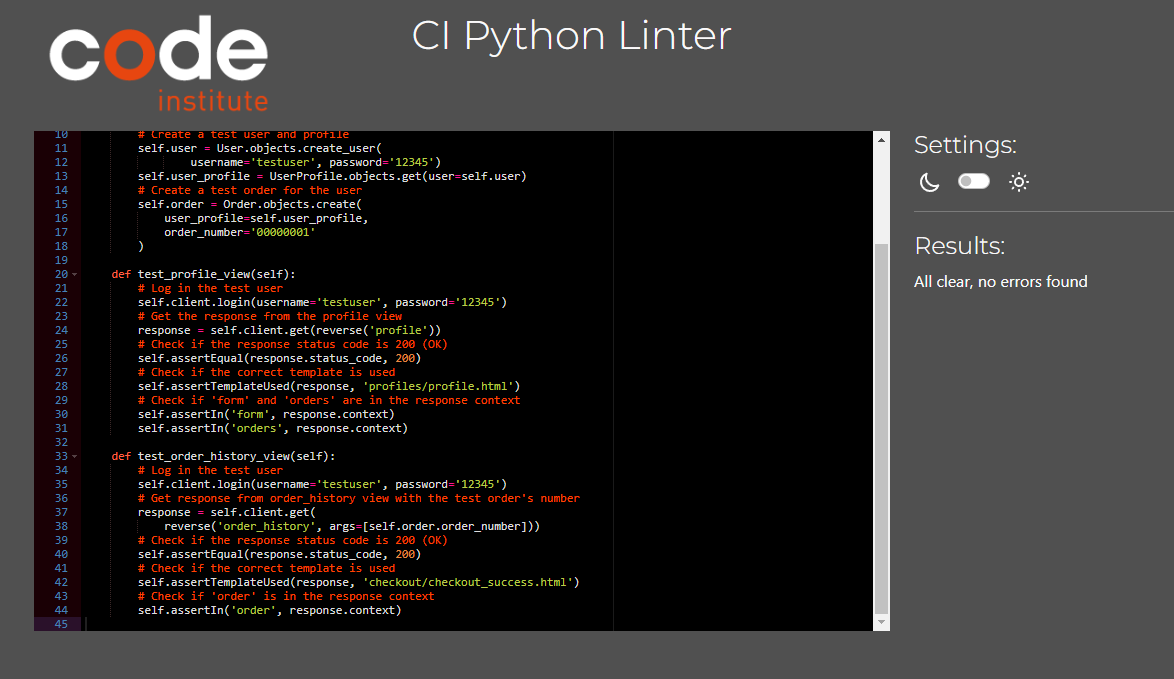 code
institute
CI Python Linter
10 # Create a test user and profile
11 self.user = User.objects.create_user(
12 username='testuser', password='12345')
13 self.user_profile = UserProfile.objects.get(user=self.user)
14 # Create a test order for the user
15 self.order = Order.objects.create(
16 user_profile=self.user_profile,
17 order_number='00000001'
18 )
19
20 def test_profile_view(self):
21 # Log in the test user
22 self.client.login(username='testuser', password='12345')
23 # Get the response from the profile view
24 response = self.client.get(reverse('profile'))
25 # Check if the response status code is 200 (OK)
26 self.assertEqual(response.status_code, 200)
27 # Check if the correct template is used
28 self.assertTemplateUsed(response, 'profiles/profile.html')
29 # Check if 'form' and 'orders' are in the response context
30 self.assertIn('form', response.context)
31 self.assertIn('orders', response.context)
32
33 def test_order_history_view(self):
34 # Log in the test user
35 self.client.login(username='testuser', password='12345')
36 # Get response from order_history view with the test order's number
37 response = self.client.get(
38 reverse('order_history', args=[self.order.order_number]))
39 # Check if the response status code is 200 (OK)
40 self.assertEqual(response.status_code, 200)
41 # Check if the correct template is used
42 self.assertTemplateUsed(response, 'checkout/checkout_success.html')
43 # Check if 'order' is in the response context
44 self.assertIn('order', response.context)
45
Settings:
Results:
All clear, no errors found